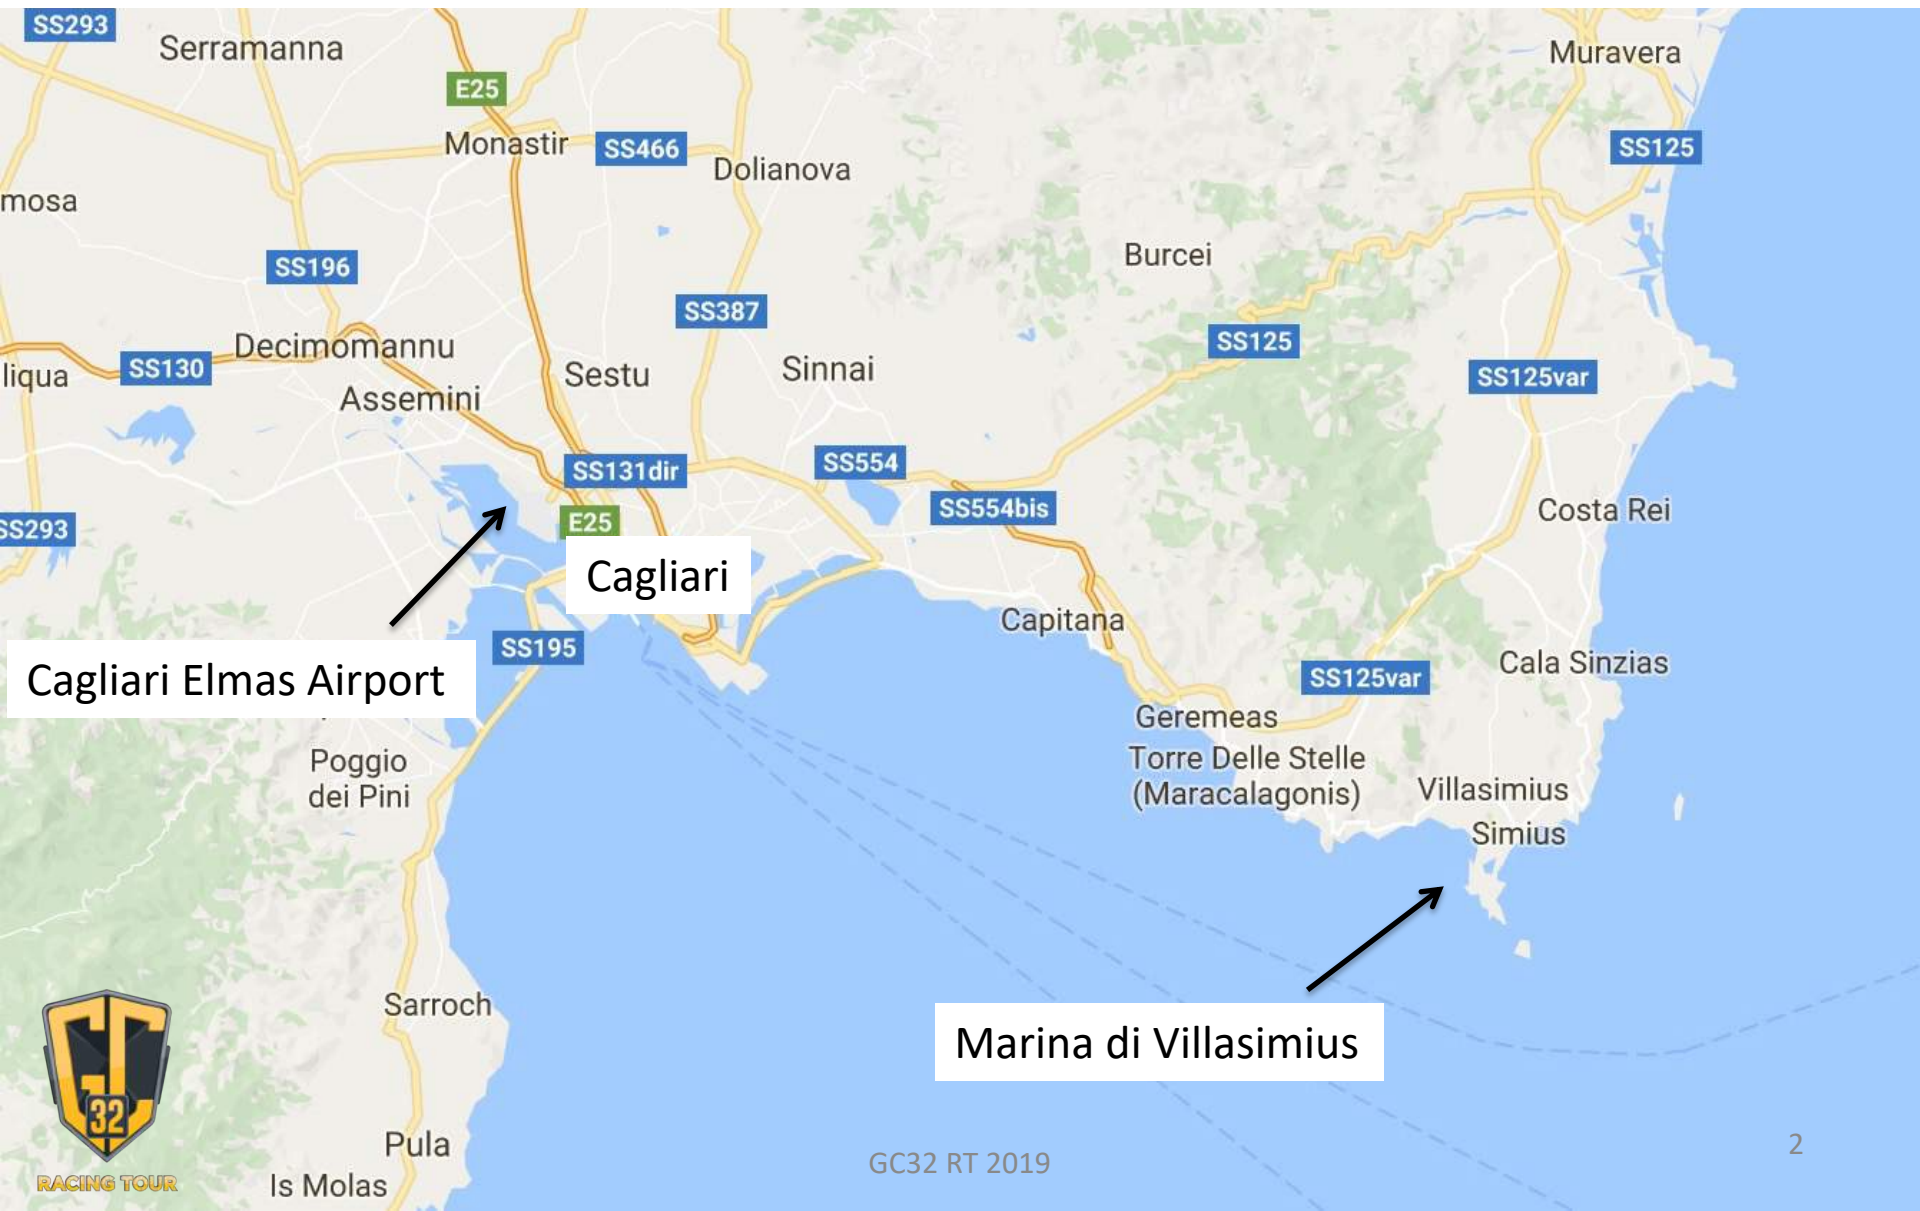 SS293
Serramanna
Muravera
E25
Monastir
SS466
SS125
Dolianova
mosa
SS196
Burcei
SS387
SS125
Decimomannu
SS130
liqua
Assemini
Sestu
Sinnai
SS125var
SS131dir
SS554
SS554bis
Costa Rei
SS293
E25
Cagliari
Capitana
SS195
Cagliari Elmas Airport
Cala Sinzias
SS125var
Geremeas
Torre Delle Stelle
(Maracalagonis)
Poggio
dei Pini
Villasimius
Simius
Sarroch
Marina di Villasimius
GC
32
RACING TOUR
Pula
Is Molas
GC32 RT 2019
2